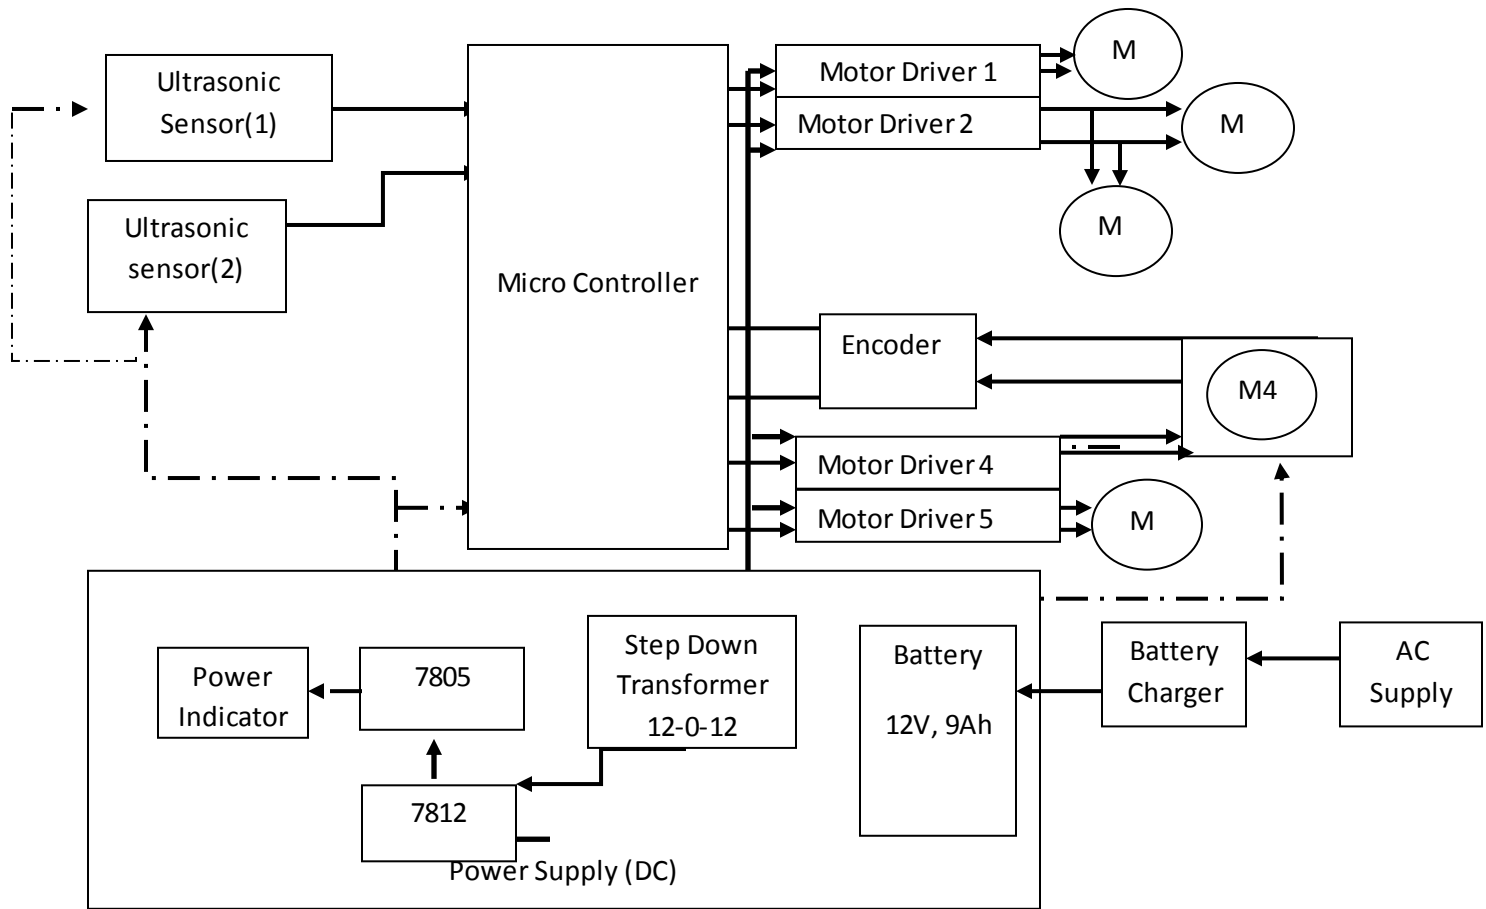 Ultrasonic
Sensor(1)
Ultrasonic
sensor(2)
Micro Controller
Motor Driver 1
Motor Driver 2
M
M
M
Encoder
M4
Motor Driver 4
Motor Driver 5
M
Power
Indicator
7805
7812
Step Down
Transformer
12-0-12
Battery
12V, 9Ah
Battery
Charger
AC
Supply
Power Supply (DC)